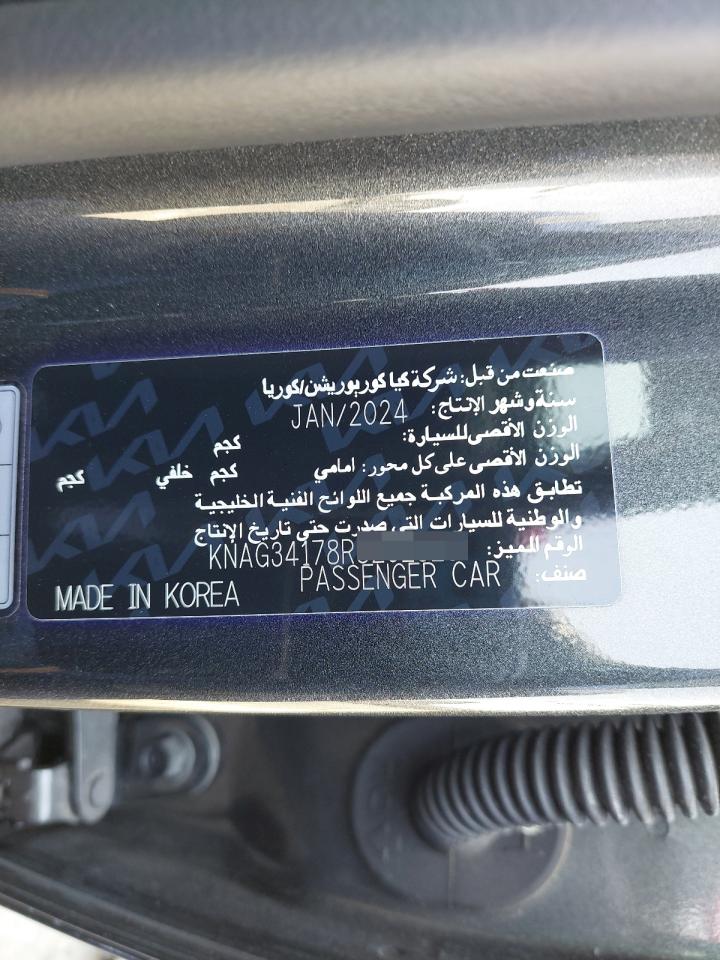 صنعت من قبل: شركة كيا كوربوريشن/كوريا
سنة وشهر الإنتاج: JAN/2024
الوزن الأقصى للسيارة: كجم
الوزن الأقصى على كل محور: امامي كجم خلفي كجم
تطابق هذه المركبة جميع اللوائح الفنية الخليجية
والوطنية للسيارات التي صدرت حتى تاريخ الإنتاج
الرقم المميز: KNAG34178R
صنف: PASSENGER CAR
MADE IN KOREA